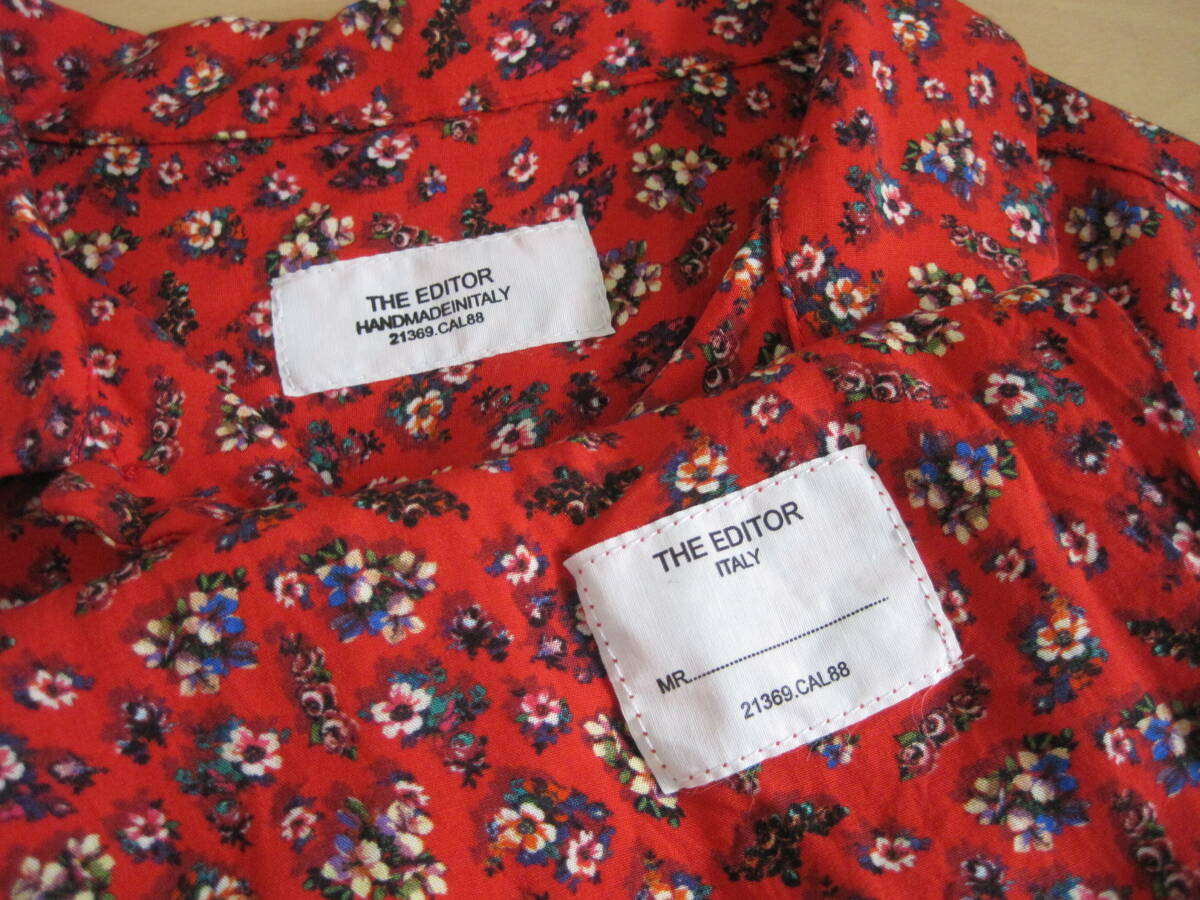 THE EDITOR
HANDMADEINITALY
21369.CAL88
THE EDITOR
ITALY
MR...........................................
21369.CAL88